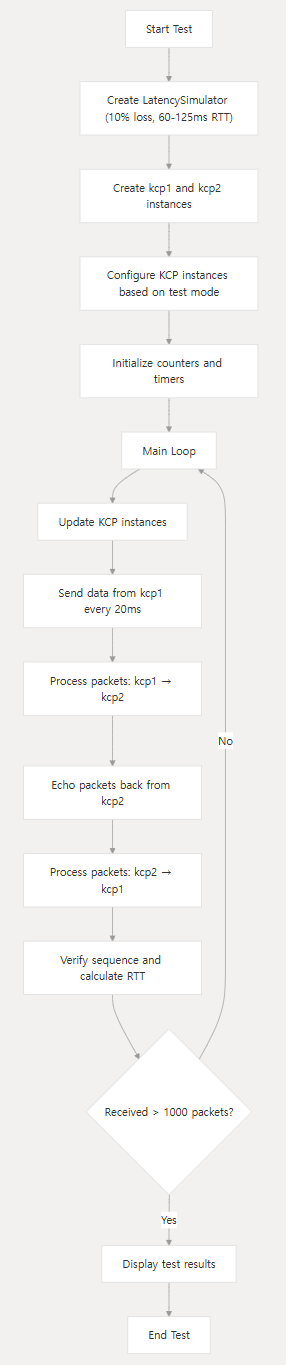 Start Test
Create LatencySimulator
(10% loss, 60-125ms RTT)
Create kcp1 and kcp2
instances
Configure KCP instances
based on test mode
Initialize counters and
timers
Main Loop
Update KCP instances
Send data from kcp1
every 20ms
Process packets: kcp1 →
kcp2
No
Echo packets back from
kcp2
Process packets: kcp2 →
kcp1
Verify sequence and
calculate RTT
Received > 1000 packets?
Yes
Display test results
End Test